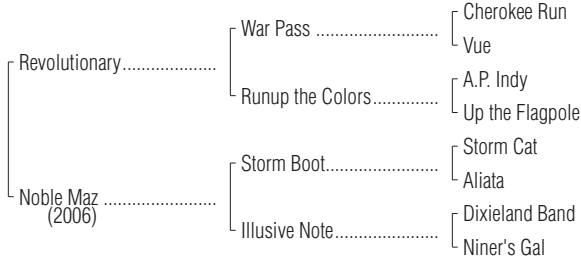 Cherokee Run
War Pass ..........................
Vue
Revolutionary....................
A.P. Indy
Runup the Colors..............
Up the Flagpole
Storm Cat
Storm Boot........................
Aliata
Noble Maz ........................
(2006)
Dixieland Band
Illusive Note......................
Niner's Gal